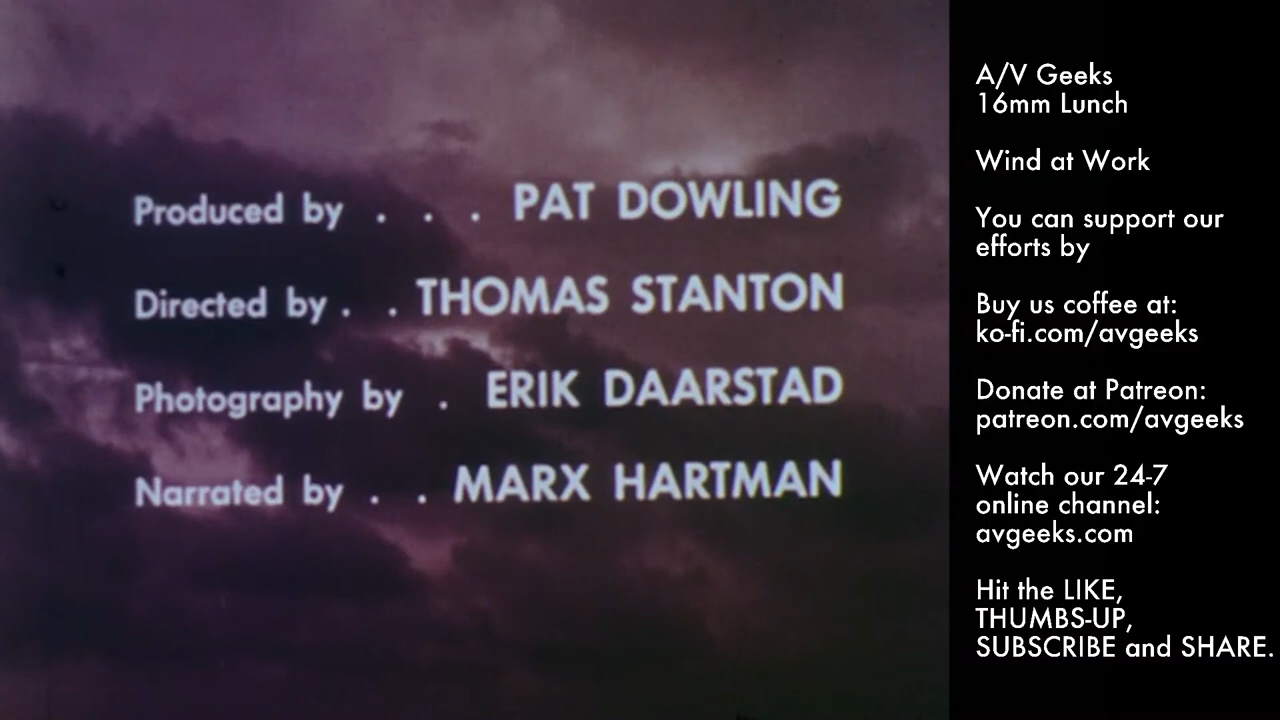 Produced by . . . PAT DOWLING
Directed by . . THOMAS STANTON
Photography by . ERIK DAARSTAD
Narrated by . . MARX HARTMAN
A/V Geeks
16mm Lunch
Wind at Work
You can support our
efforts by
Buy us coffee at:
ko-fi.com/avgeeks
Donate at Patreon:
patreon.com/avgeeks
Watch our 24-7
online channel:
avgeeks.com
Hit the LIKE,
THUMBS-UP,
SUBSCRIBE and SHARE.